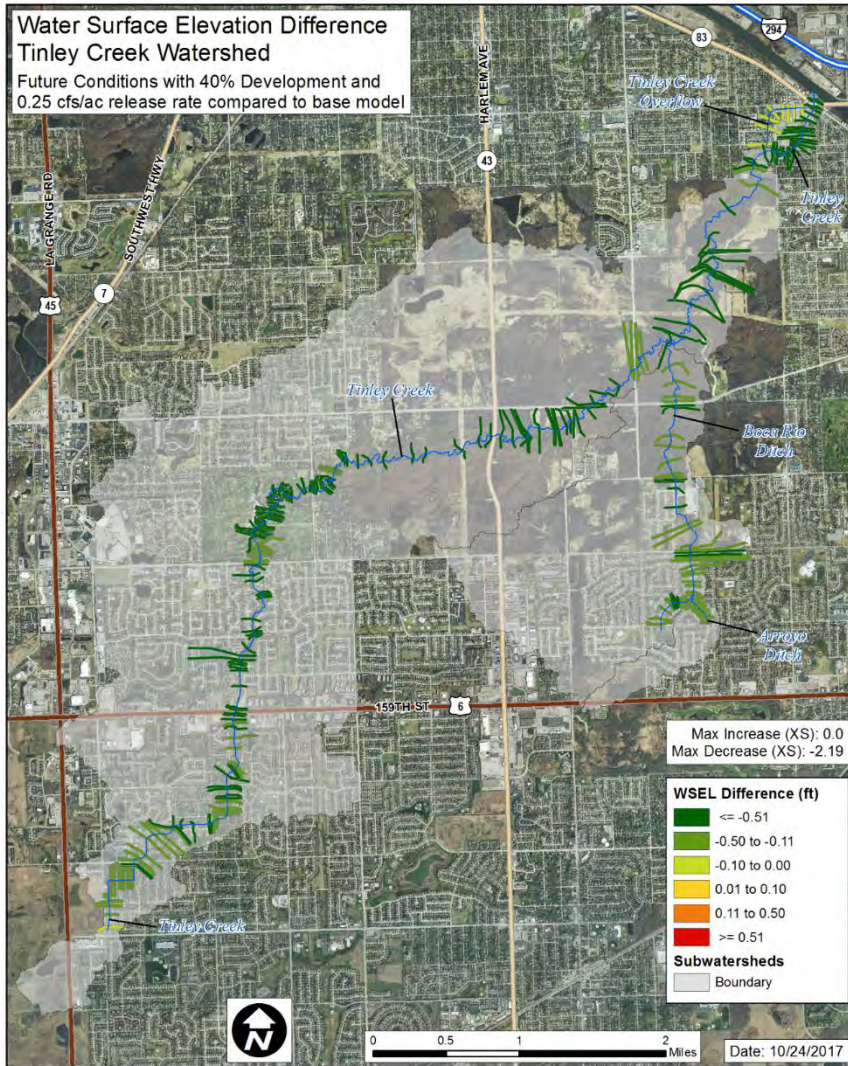 Water Surface Elevation Difference
Tinley Creek Watershed
Future Conditions with 40% Development and
0.25 cfs/ac release rate compared to base model
294
83
HARLEM AVE
Tinley Creek
Overflow
43
LA GRANGE RD
SOUTHWEST HWY
Tinley
Creek
7
45
Tinley Creek
Boca Rio
Ditch
Arroyo
Ditch
159TH ST
6
Max Increase (XS): 0.0
Max Decrease (XS): -2.19
WSEL Difference (ft)
<= -0.51
-0.50 to -0.11
-0.10 to 0.00
0.01 to 0.10
0.11 to 0.50
>= 0.51
Subwatersheds
Boundary
Tinley Creek
N
0 0.5 1 2
Miles
Date: 10/24/2017